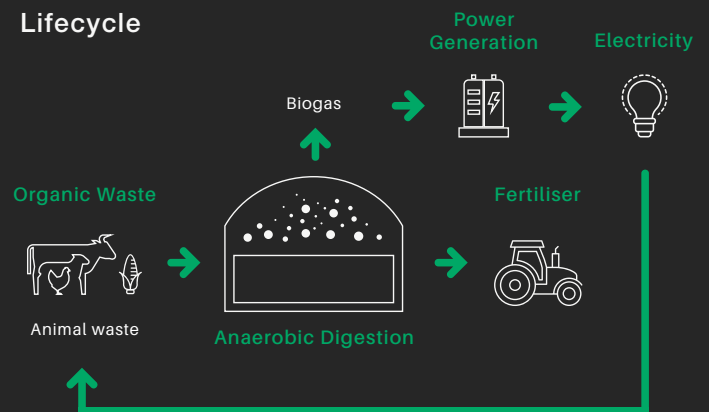 Lifecycle
Power
Generation
Electricity
Biogas
Organic Waste
Fertiliser
Animal waste
Anaerobic Digestion